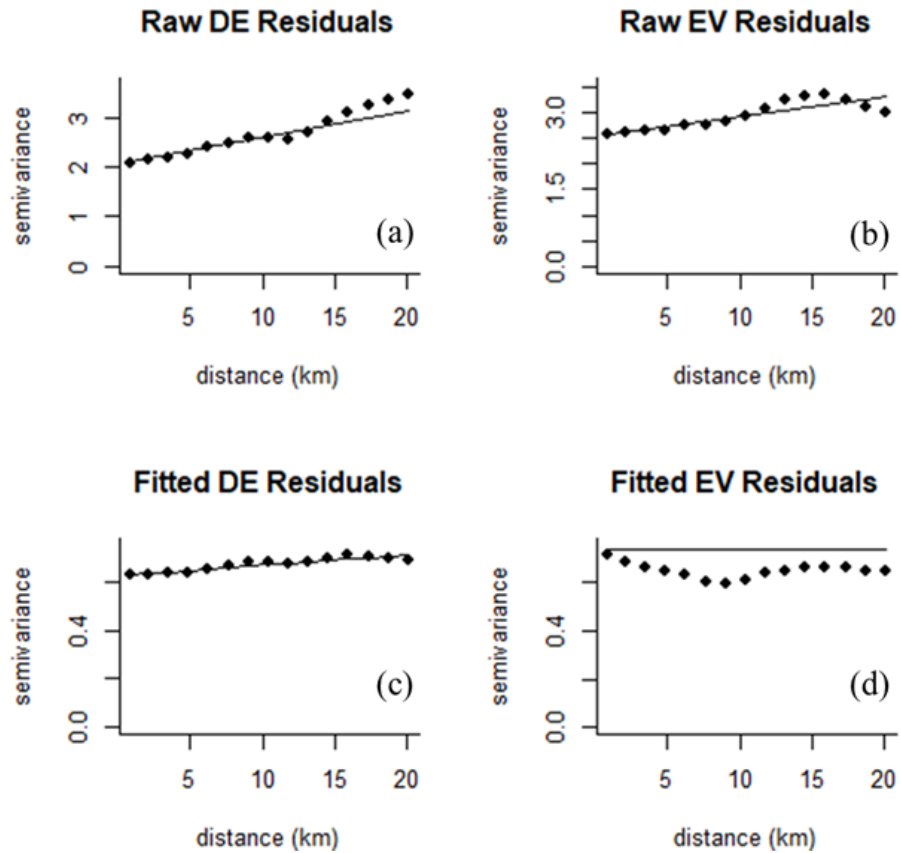 Raw DE Residuals
semivariance
3
2
1
0
(a)
5 10 15 20
distance (km)
Raw EV Residuals
semivariance
3.0
1.5
0.0
(b)
5 10 15 20
distance (km)
Fitted DE Residuals
semivariance
0.4
0.0
(c)
5 10 15 20
distance (km)
Fitted EV Residuals
semivariance
0.4
0.0
(d)
5 10 15 20
distance (km)